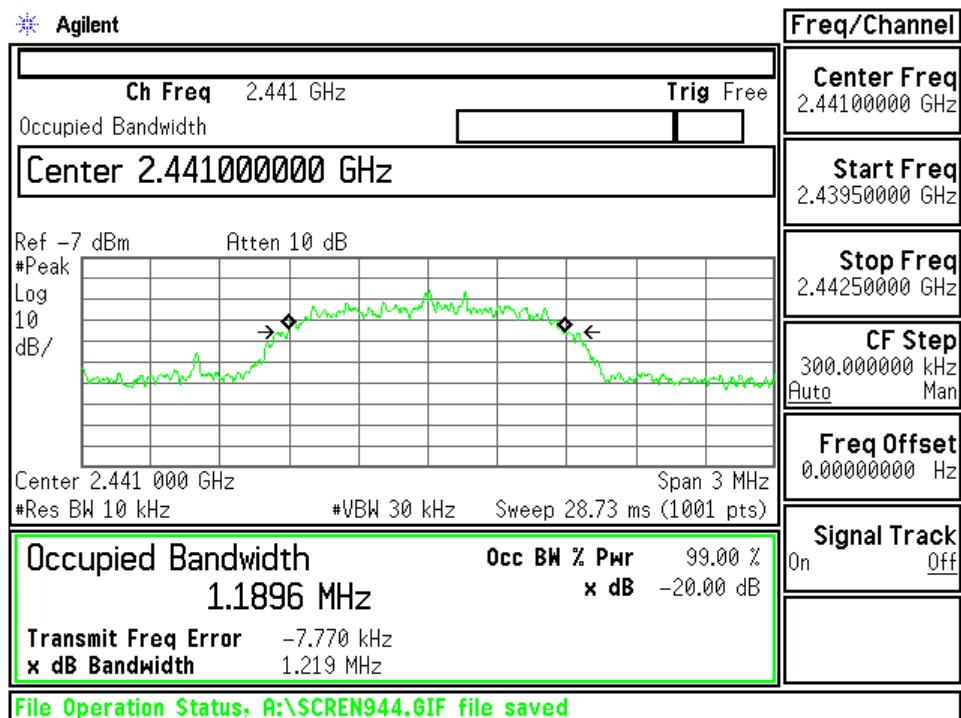 Agilent
Freq/Channel
Ch Freq 2.441 GHz Trig Free
Occupied Bandwidth
Center 2.441000000 GHz
Ref -7 dBm Atten 10 dB
#Peak
Log
10
dB/
Center 2.441 000 GHz Span 3 MHz
#Res BW 10 kHz #VBW 30 kHz Sweep 28.73 ms (1001 pts)
Occupied Bandwidth Occ BW % Pwr 99.00 %
1.1896 MHz x dB -20.00 dB
Transmit Freq Error -7.770 kHz
x dB Bandwidth 1.219 MHz
File Operation Status, A:\SCREN944.GIF file saved
Center Freq
2.44100000 GHz
Start Freq
2.43950000 GHz
Stop Freq
2.44250000 GHz
CF Step
300.000000 kHz
Auto Man
Freq Offset
0.00000000 Hz
Signal Track
On Off